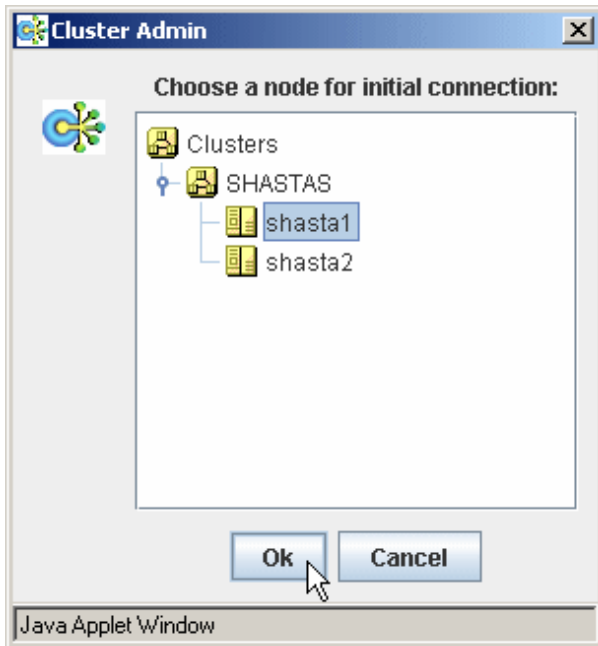 Cluster Admin
Choose a node for initial connection:
Clusters
SHASTAS
shasta1
shasta2
Ok
Cancel
Java Applet Window